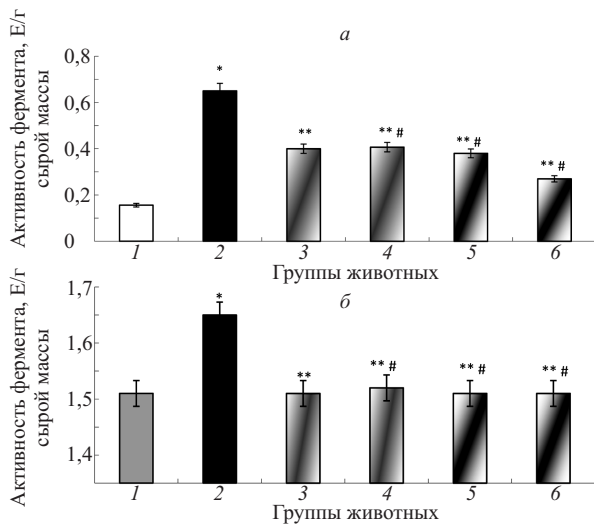 а
Активность фермента, Е/г
сырой массы
0,8
0,6
0,4
0,2
0
*
**
** #
** #
** #
1 2 3 4 5 6
Группы животных
б
Активность фермента, Е/г
сырой массы
1,7
1,6
1,5
1,4
*
**
** #
** #
** #
1 2 3 4 5 6
Группы животных